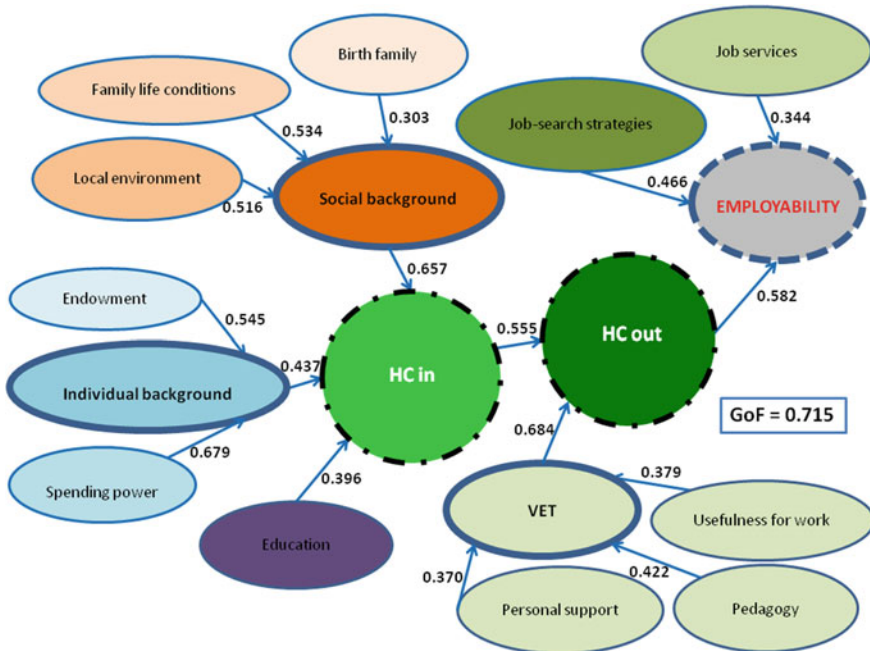 Birth family
Job services
Family life conditions
0.303
0.344
Job-search strategies
0.534
Local environment
0.516
Social background
0.466
EMPLOYABILITY
0.657
Endowment
0.582
0.545
0.555
HC out
Individual background
0.437
HC in
GoF = 0.715
0.679
0.684
Spending power
0.396
0.379
VET
Usefulness for work
Education
0.370
0.422
Personal support
Pedagogy